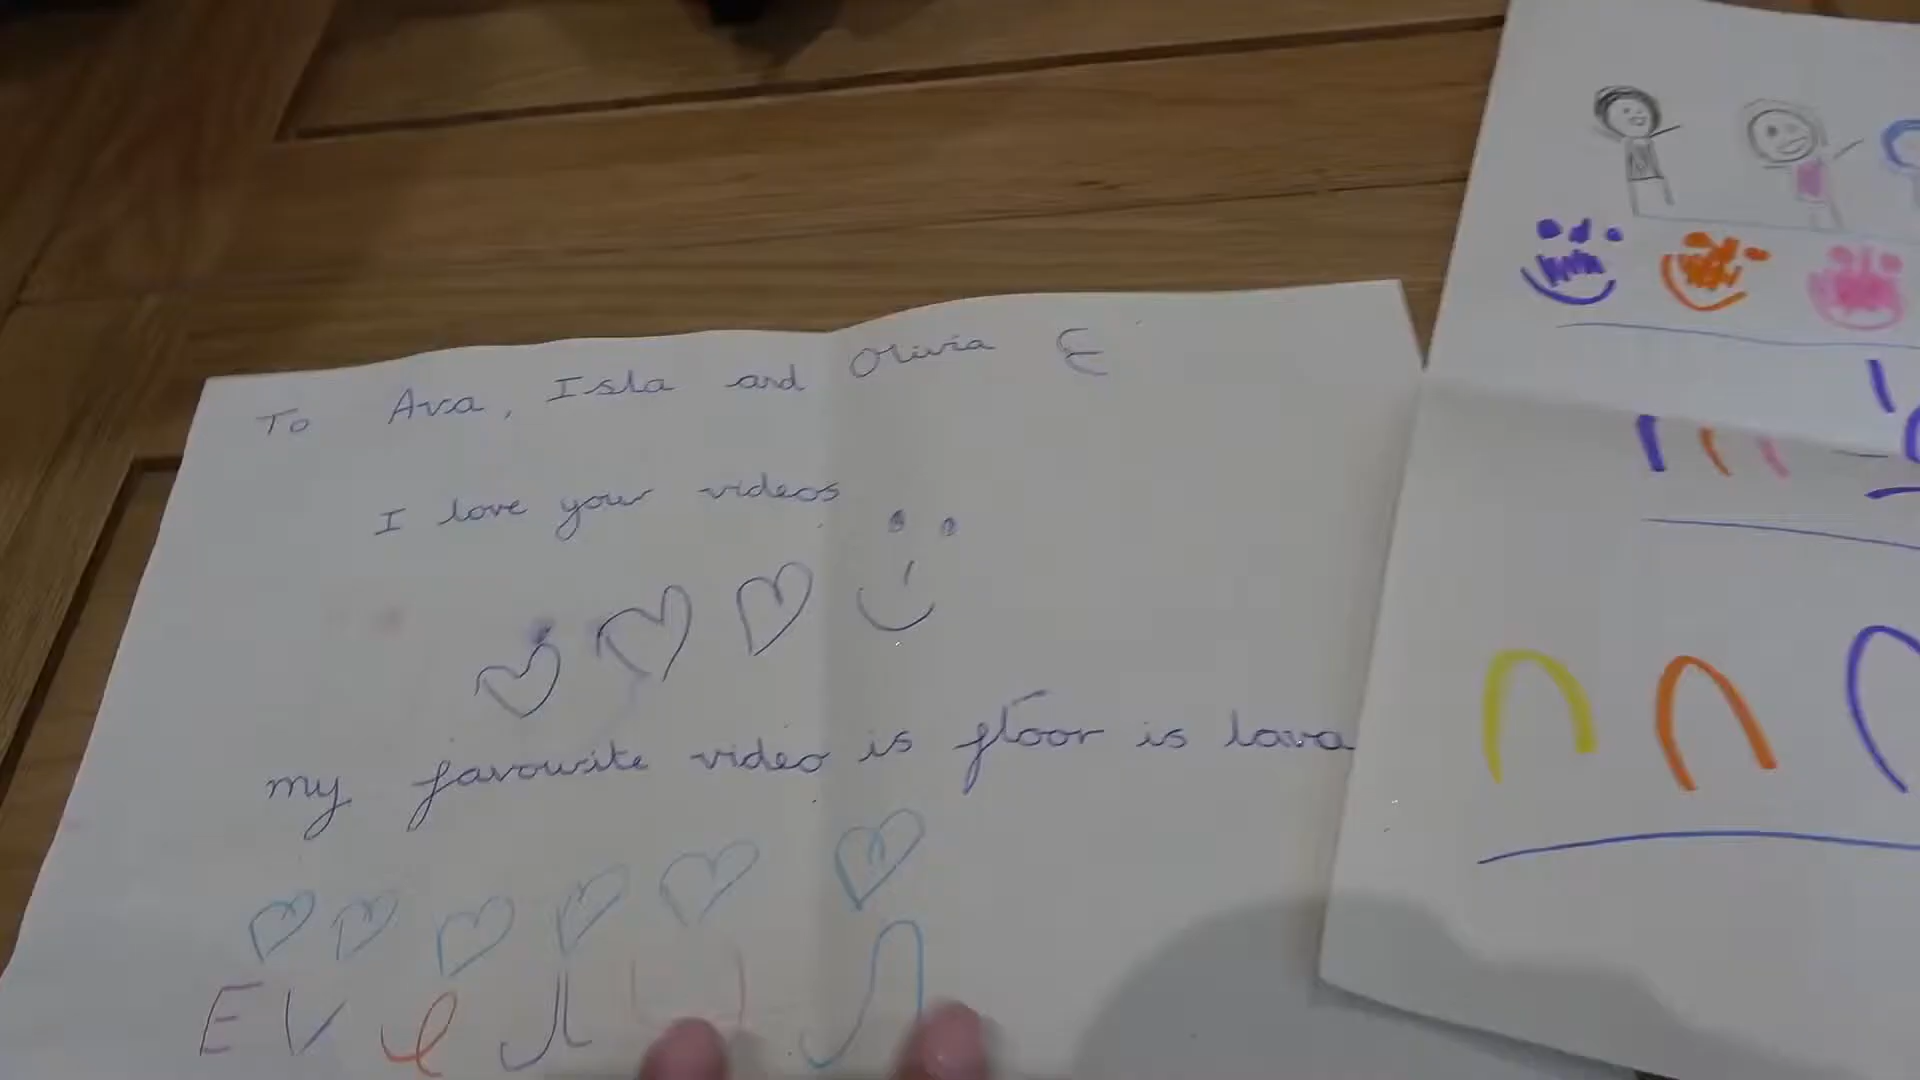 To Ava, Isla and Olivia E
I love your videos
my favourite video is floor is lava